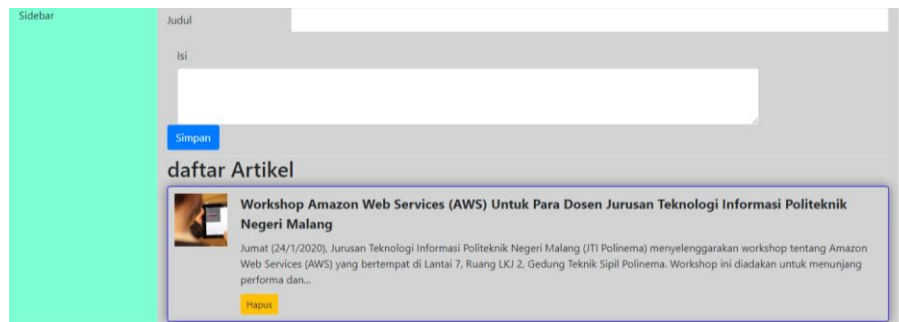 Sidebar
Judul
Isi
Simpan
daftar Artikel
Workshop Amazon Web Services (AWS) Untuk Para Dosen Jurusan Teknologi Informasi Politeknik
Negeri Malang
Jumat (24/1/2020), Jurusan Teknologi Informasi Politeknik Negeri Malang (JTI Polinema) menyelenggarakan workshop tentang Amazon
Web Services (AWS) yang bertempat di Lantai 7, Ruang LKJ 2, Gedung Teknik Sipil Polinema. Workshop ini diadakan untuk menunjang
performa dan...
Hapus